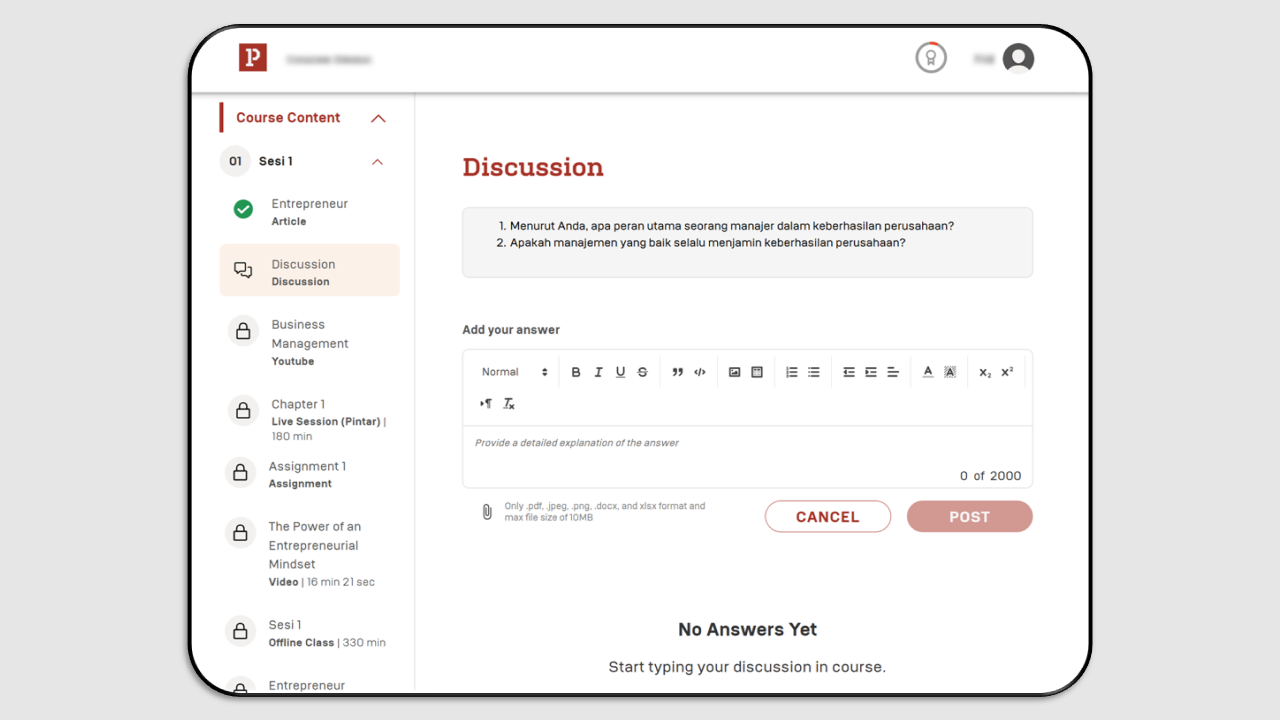 P
Course Content
01 Sesi 1
Entrepreneur
Article
Discussion
Discussion
Business
Management
Youtube
Chapter 1
Live Session (Pintar) |
180 min
Assignment 1
Assignment
The Power of an
Entrepreneurial
Mindset
Video | 16 min 21 sec
Sesi 1
Offline Class | 330 min
Entrepreneur
Discussion
1. Menurut Anda, apa peran utama seorang manajer dalam keberhasilan perusahaan?
2. Apakah manajemen yang baik selalu menjamin keberhasilan perusahaan?
Add your answer
Normal B I U S A A X₂ X²
Tx
Provide a detailed explanation of the answer
0 of 2000
Only .pdf, .jpeg, .png, .docx, and xlsx format and
max file size of 10MB
CANCEL
POST
No Answers Yet
Start typing your discussion in course.